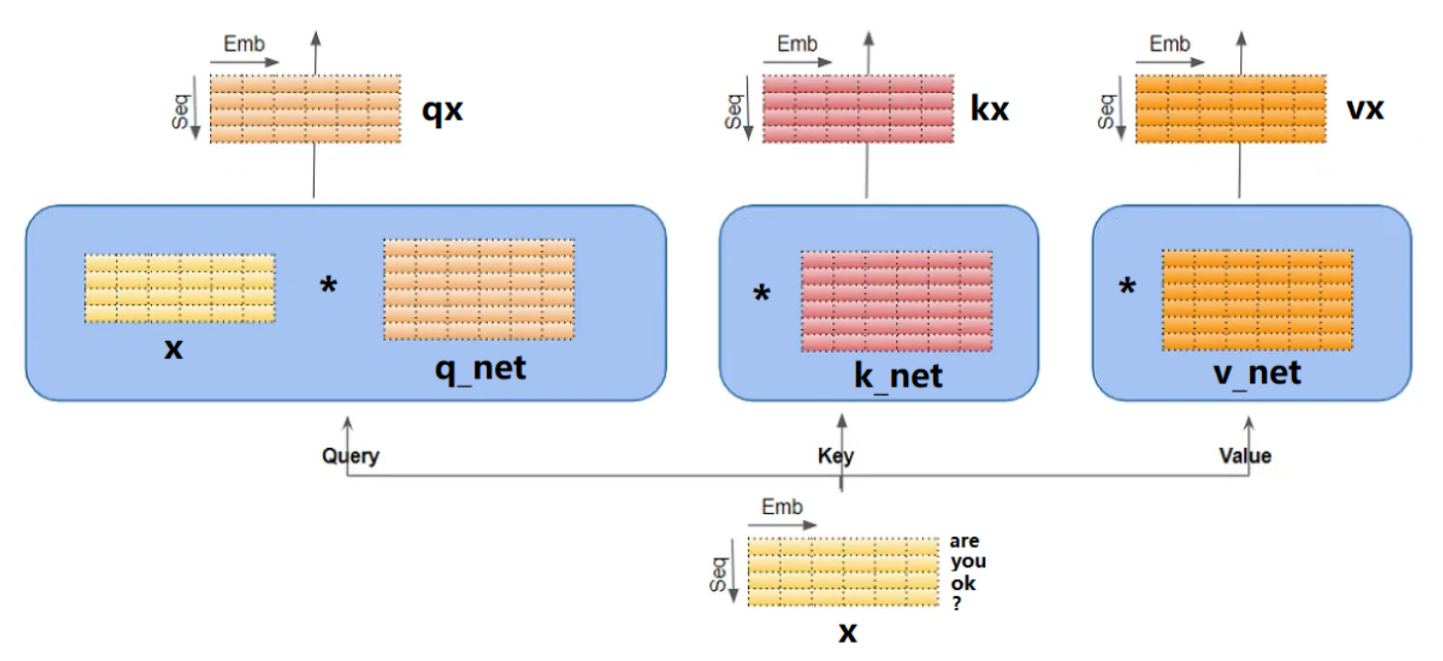 Emb
Seq
qx
Emb
Seq
kx
Emb
Seq
vx
x
*
q_net
*
k_net
*
v_net
Query
Key
Value
Emb
Seq
are
you
ok
?
x